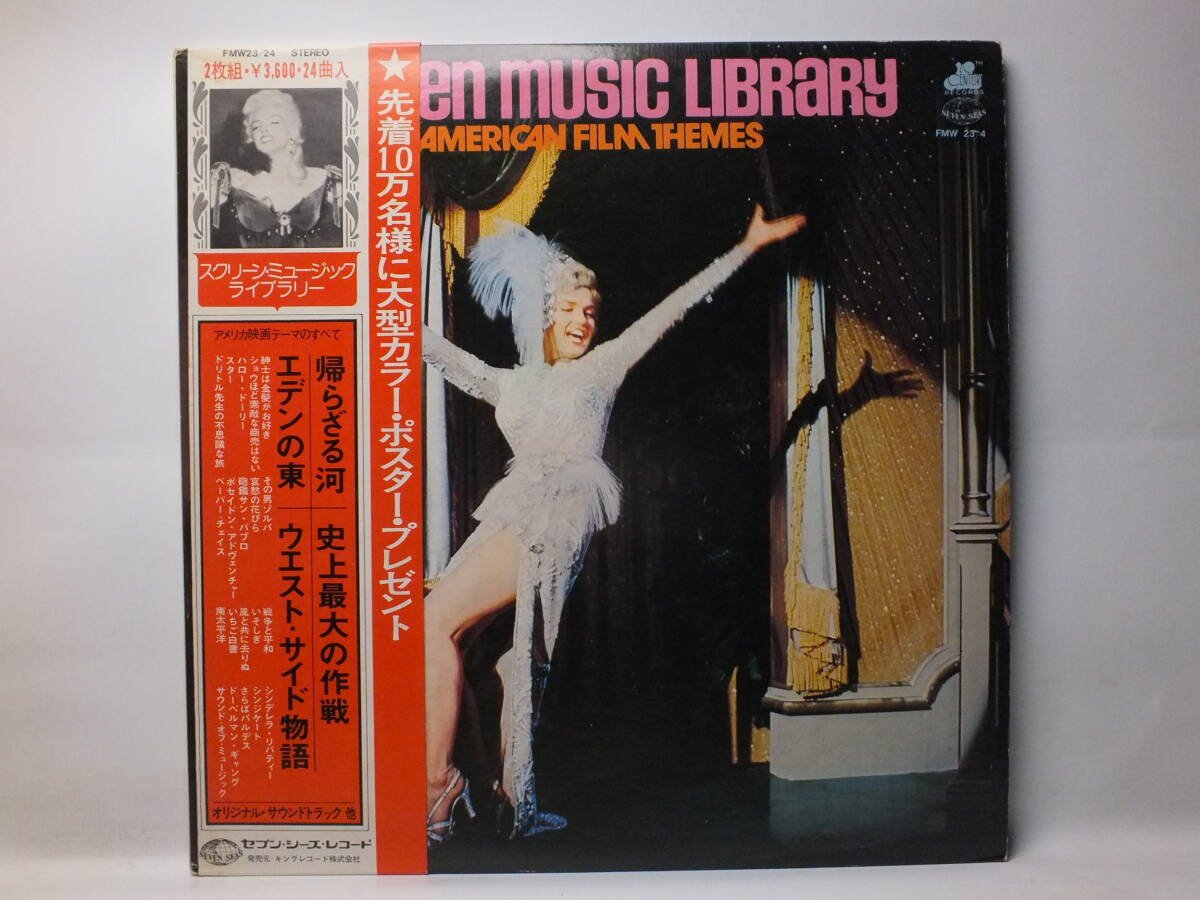 FMW23/24 STEREO
2枚組・¥3,600・24曲入
スクリーン・ミュージック
ライブラリー
アメリカ映画テーマのすべて
帰らざる河
エデンの東
史上最大の作戦
ウエスト・サイド物語
紳士は金髪がお好き
ショウほど素敵な商売はない
ハロー・ドーリー
スター
ドリトル先生の不思議な旅
その男ゾルバ
哀愁の花びら
砲鑑サン・パブロ
ポセイドン・アドヴェンチャー
ペーパー・チェイス
戦争と平和
いそしぎ
風と共に去りぬ
いちご白書
南太平洋
シンデレラ・リバティー
シンジケート
さらばバルデス
ドーベルマン・ギャング
サウンド・オブ・ミュージック
オリジナル・サウンドトラック 他
SEVEN SEAS
セブン・シーズ・レコード
発売元・キングレコード株式会社
★先着10万名様に大型カラー・ポスター・プレゼント
en music Library
AMERICAN FILM THEMES
20th CENTURY
RECORDS
SEVEN SEAS
FMW 23~4